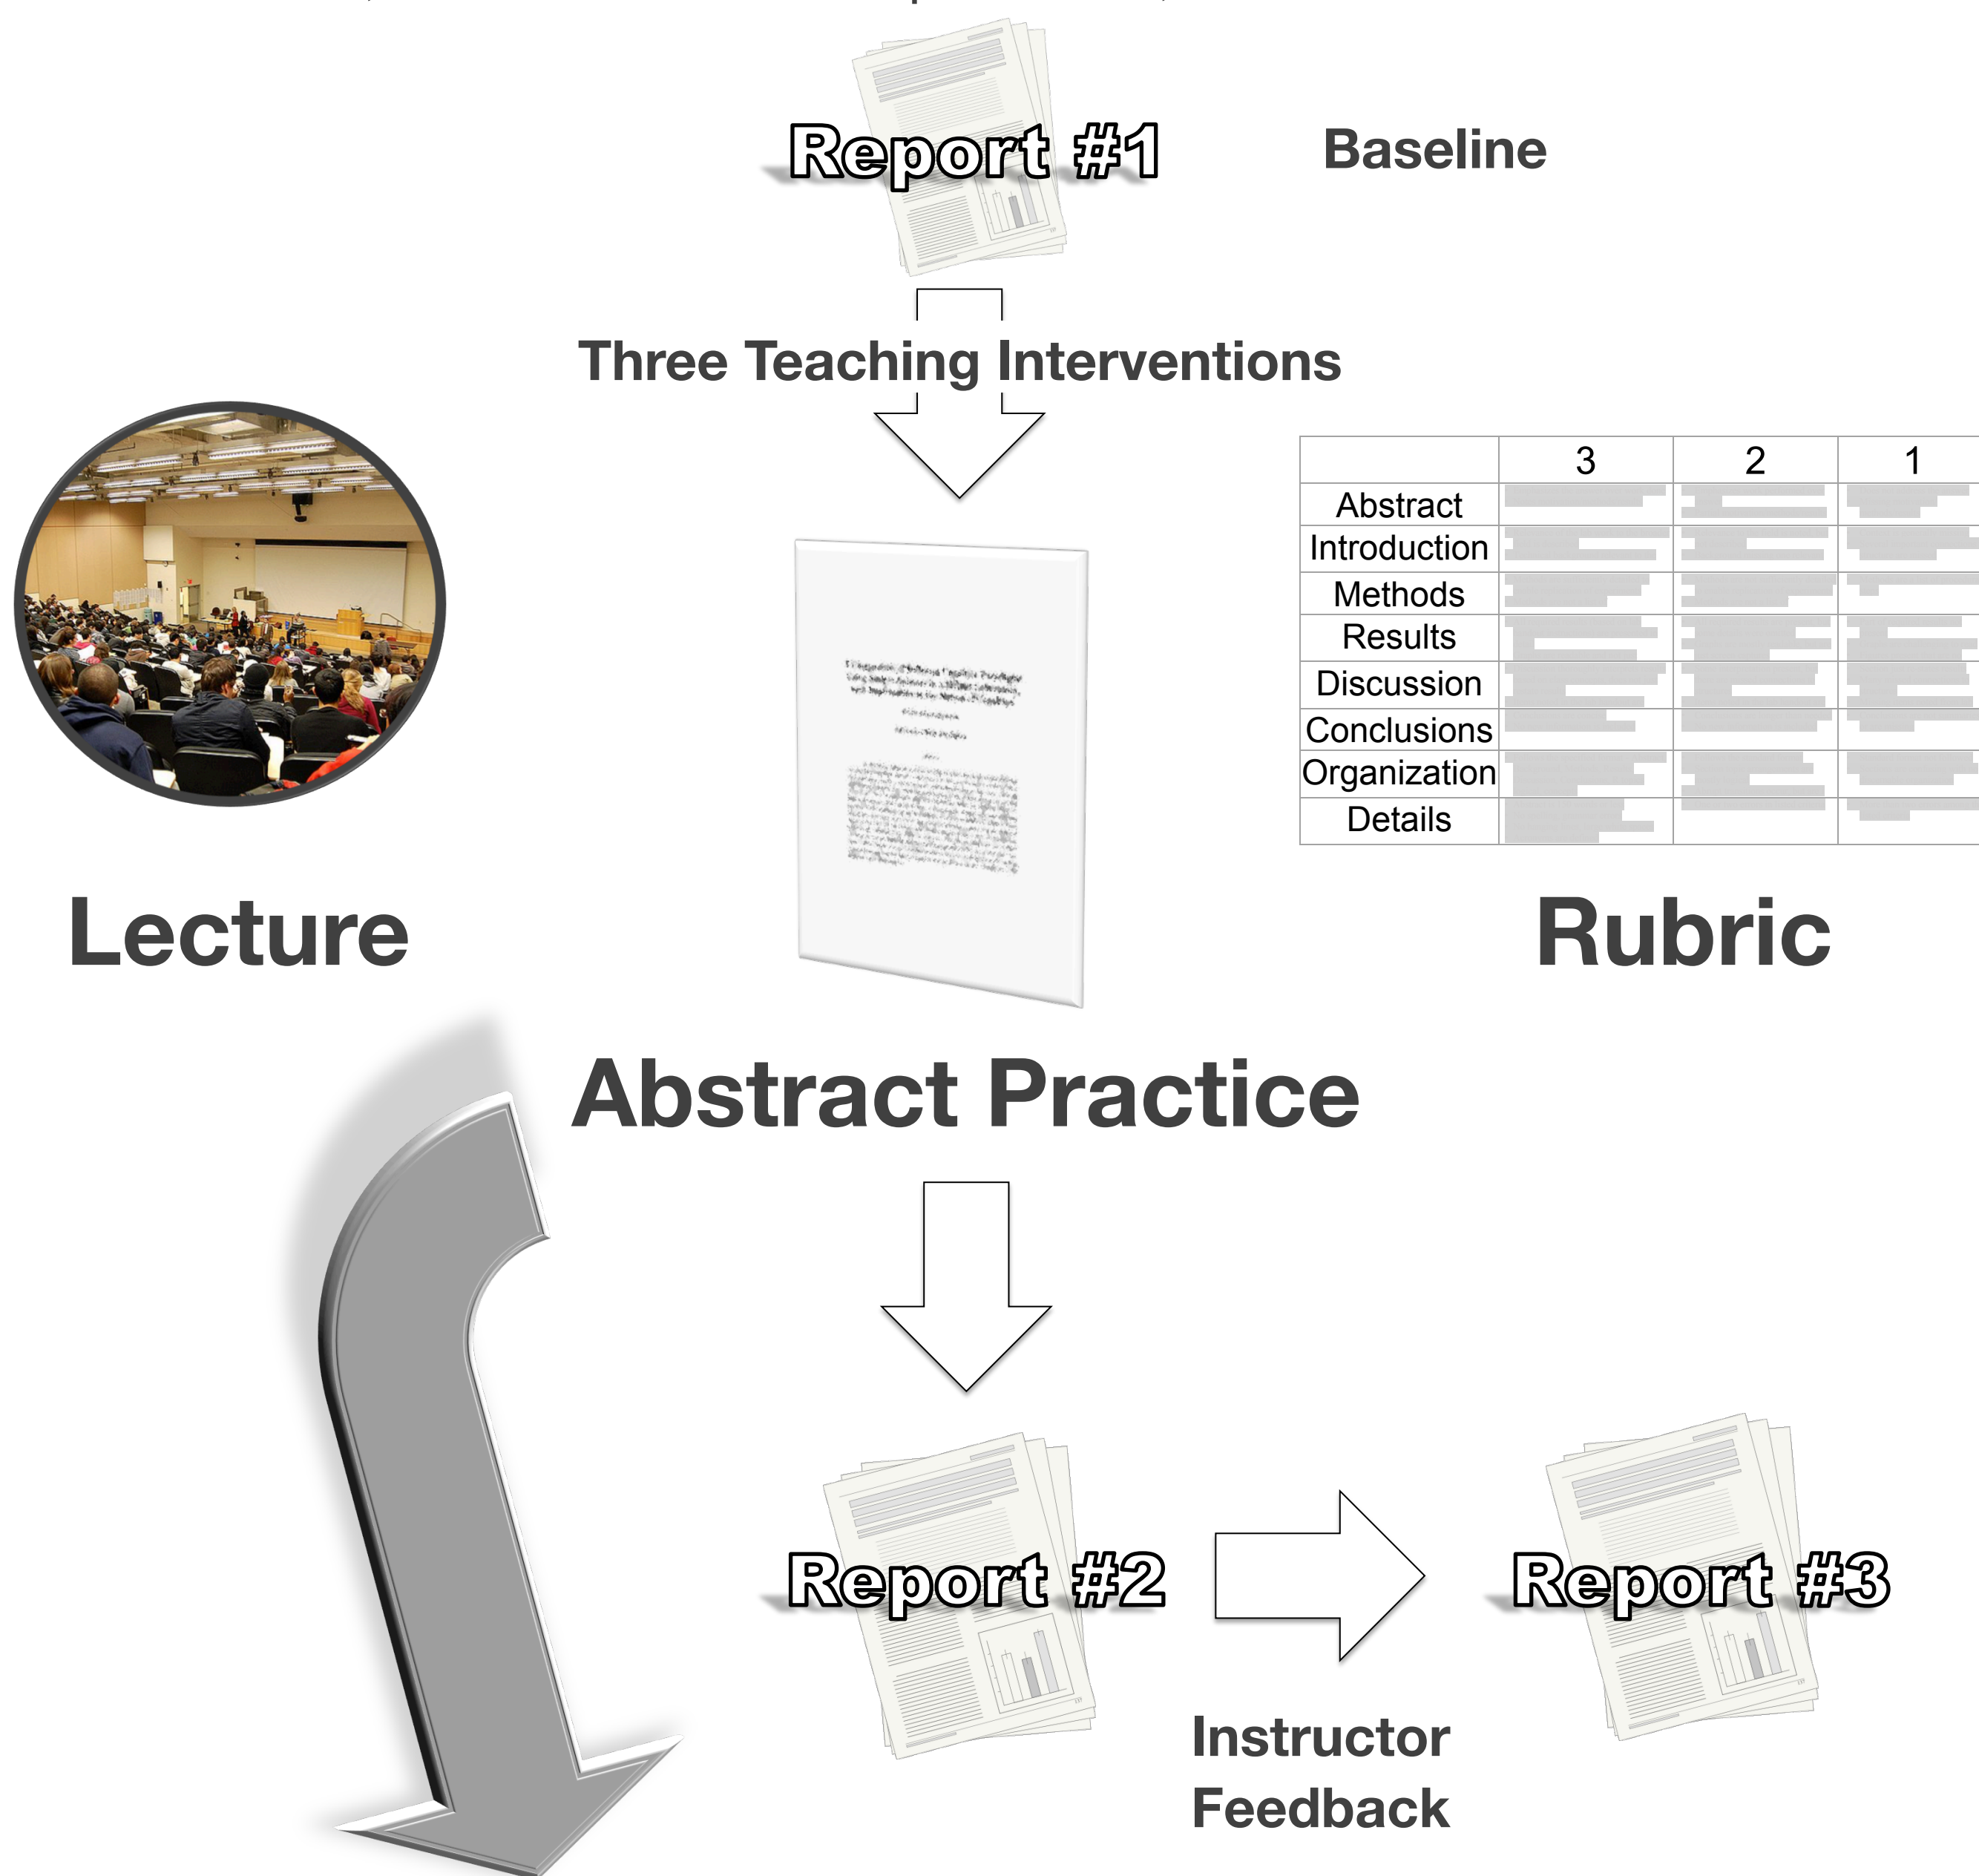 Report #1
Baseline
Three Teaching Interventions
3 2 1
Abstract
Introduction
Methods
Results
Discussion
Conclusions
Organization
Details
Lecture
Rubric
Abstract Practice
Report #2
Report #3
Instructor
Feedback